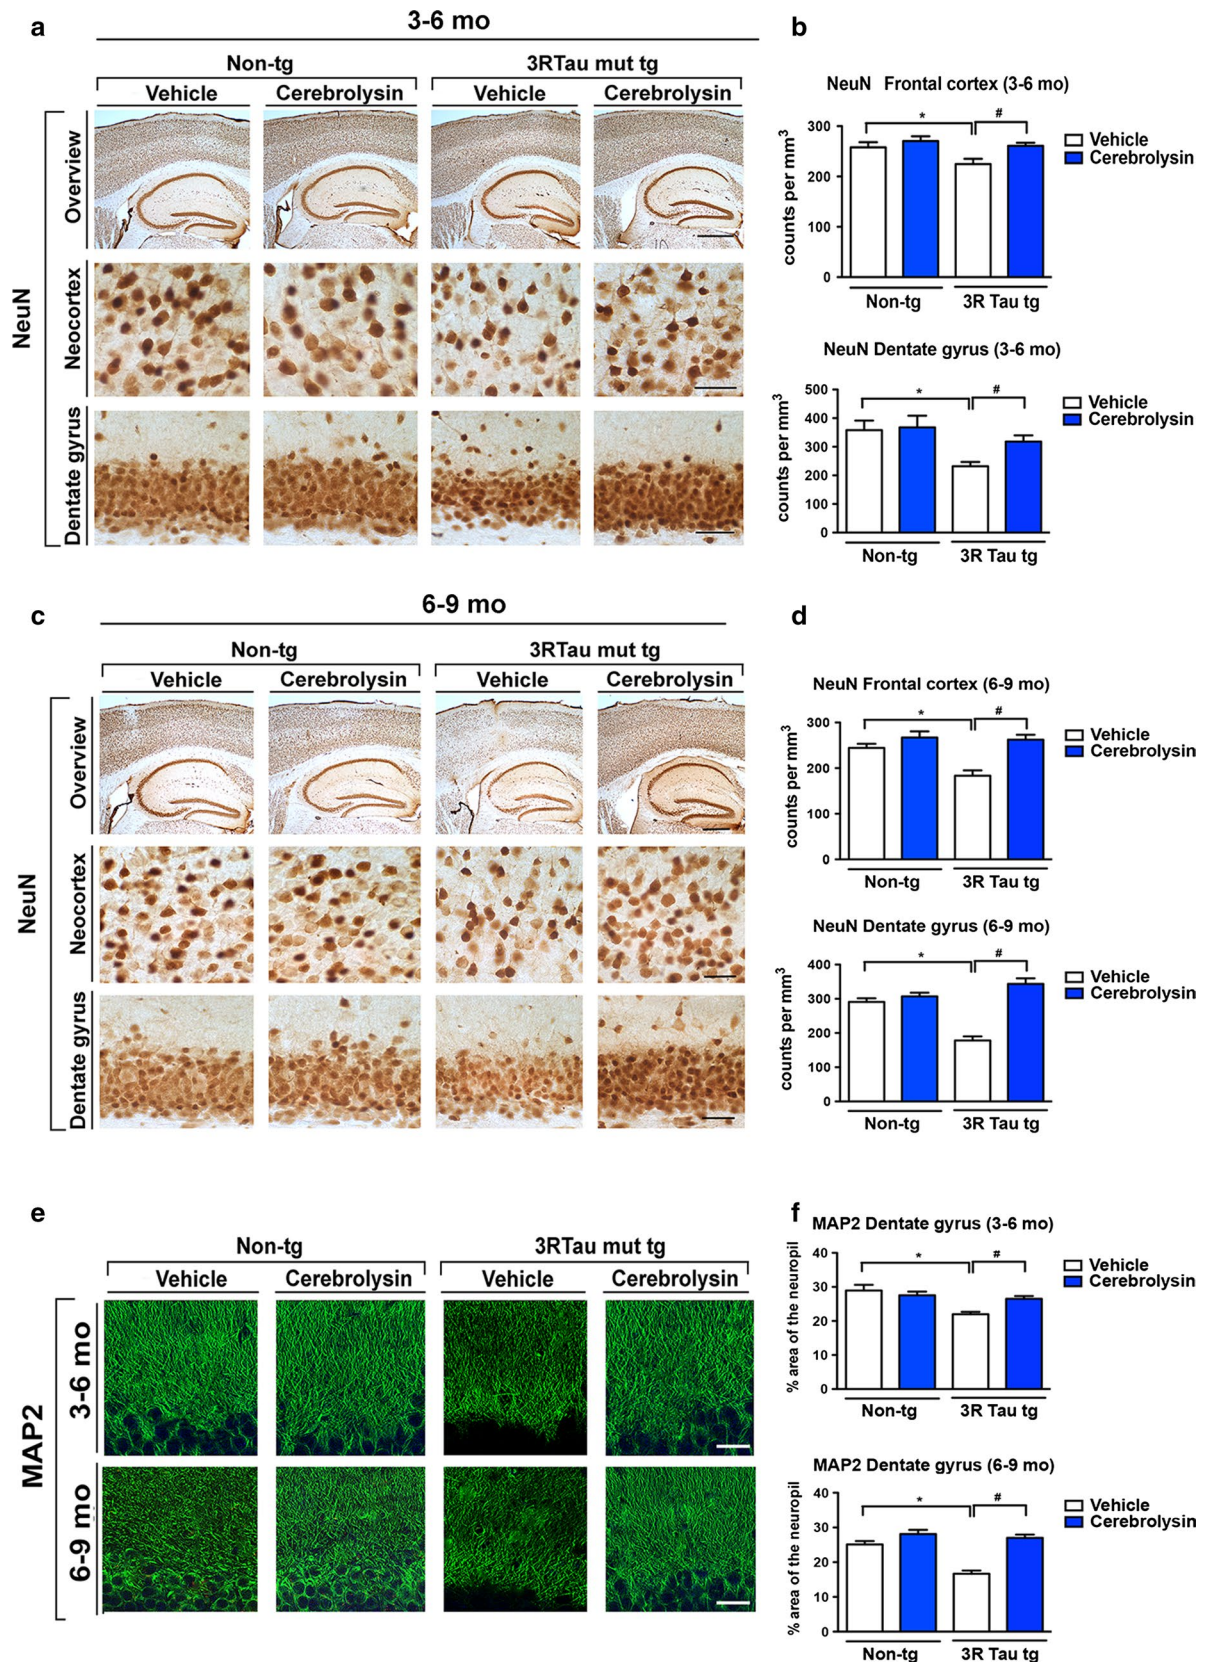 a
3-6 mo
Non-tg
3RTau mut tg
Vehicle
Cerebrolysin
Vehicle
Cerebrolysin
NeuN
Overview
Neocortex
Dentate gyrus
b
NeuN Frontal cortex (3-6 mo)
counts per mm3
300
200
100
0
*
#
Vehicle
Cerebrolysin
Non-tg
3R Tau tg
NeuN Dentate gyrus (3-6 mo)
counts per mm3
500
400
300
200
100
0
*
#
Vehicle
Cerebrolysin
Non-tg
3R Tau tg
c
6-9 mo
Non-tg
3RTau mut tg
Vehicle
Cerebrolysin
Vehicle
Cerebrolysin
NeuN
Overview
Neocortex
Dentate gyrus
d
NeuN Frontal cortex (6-9 mo)
counts per mm3
300
200
100
0
*
#
Vehicle
Cerebrolysin
Non-tg
3R Tau tg
NeuN Dentate gyrus (6-9 mo)
counts per mm3
400
300
200
100
0
*
#
Vehicle
Cerebrolysin
Non-tg
3R Tau tg
e
Non-tg
3RTau mut tg
Vehicle
Cerebrolysin
Vehicle
Cerebrolysin
MAP2
3-6 mo
6-9 mo
f
MAP2 Dentate gyrus (3-6 mo)
% area of the neuropil
40
30
20
10
0
*
#
Vehicle
Cerebrolysin
Non-tg
3R Tau tg
MAP2 Dentate gyrus (6-9 mo)
% area of the neuropil
40
30
20
10
0
*
#
Vehicle
Cerebrolysin
Non-tg
3R Tau tg